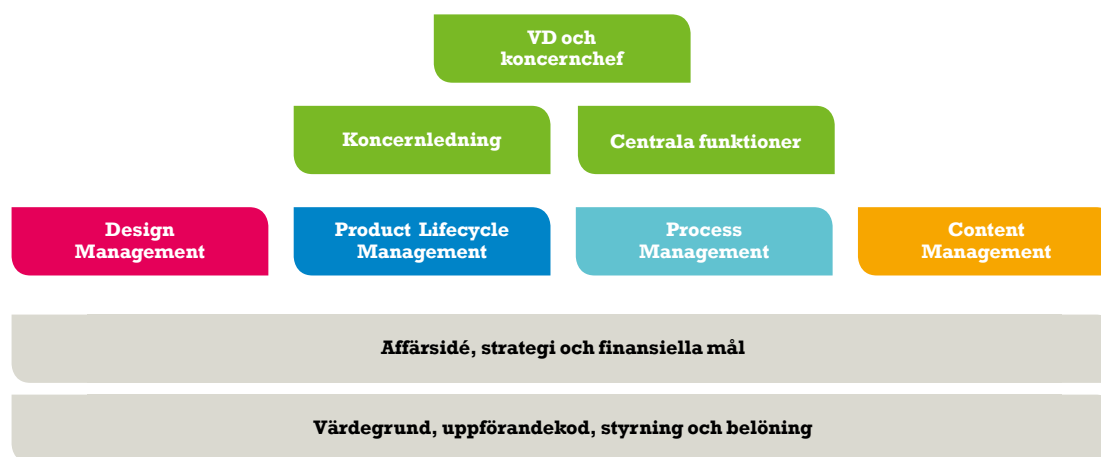 VD och
koncernchef
Koncernledning
Centrala funktioner
Design
Management
Product Lifecycle
Management
Process
Management
Content
Management
Affärsidé, strategi och finansiella mål
Värdegrund, uppförandekod, styrning och belöning